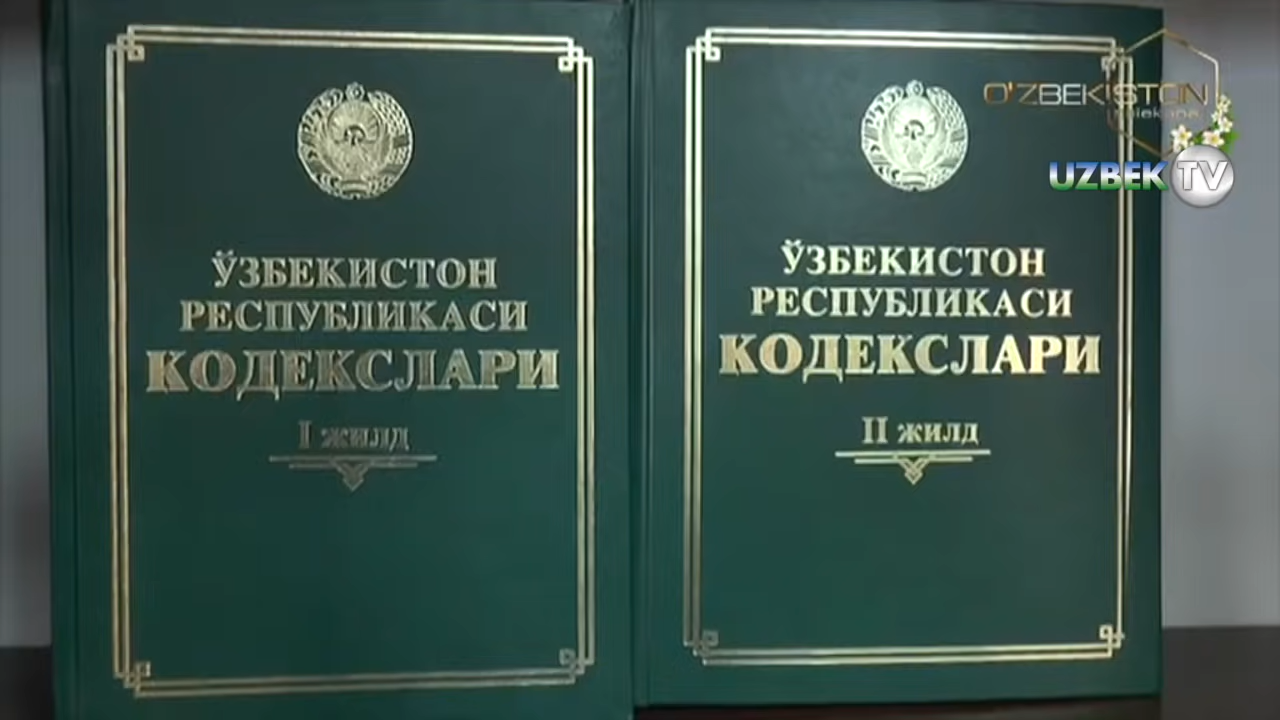 ЎЗБЕКИСТОН
РЕСПУБЛИКАСИ
КОДЕКСЛАРИ
I жилд
ЎЗБЕКИСТОН
РЕСПУБЛИКАСИ
КОДЕКСЛАРИ
II жилд
O'ZBEKISTON
UZBEK TV